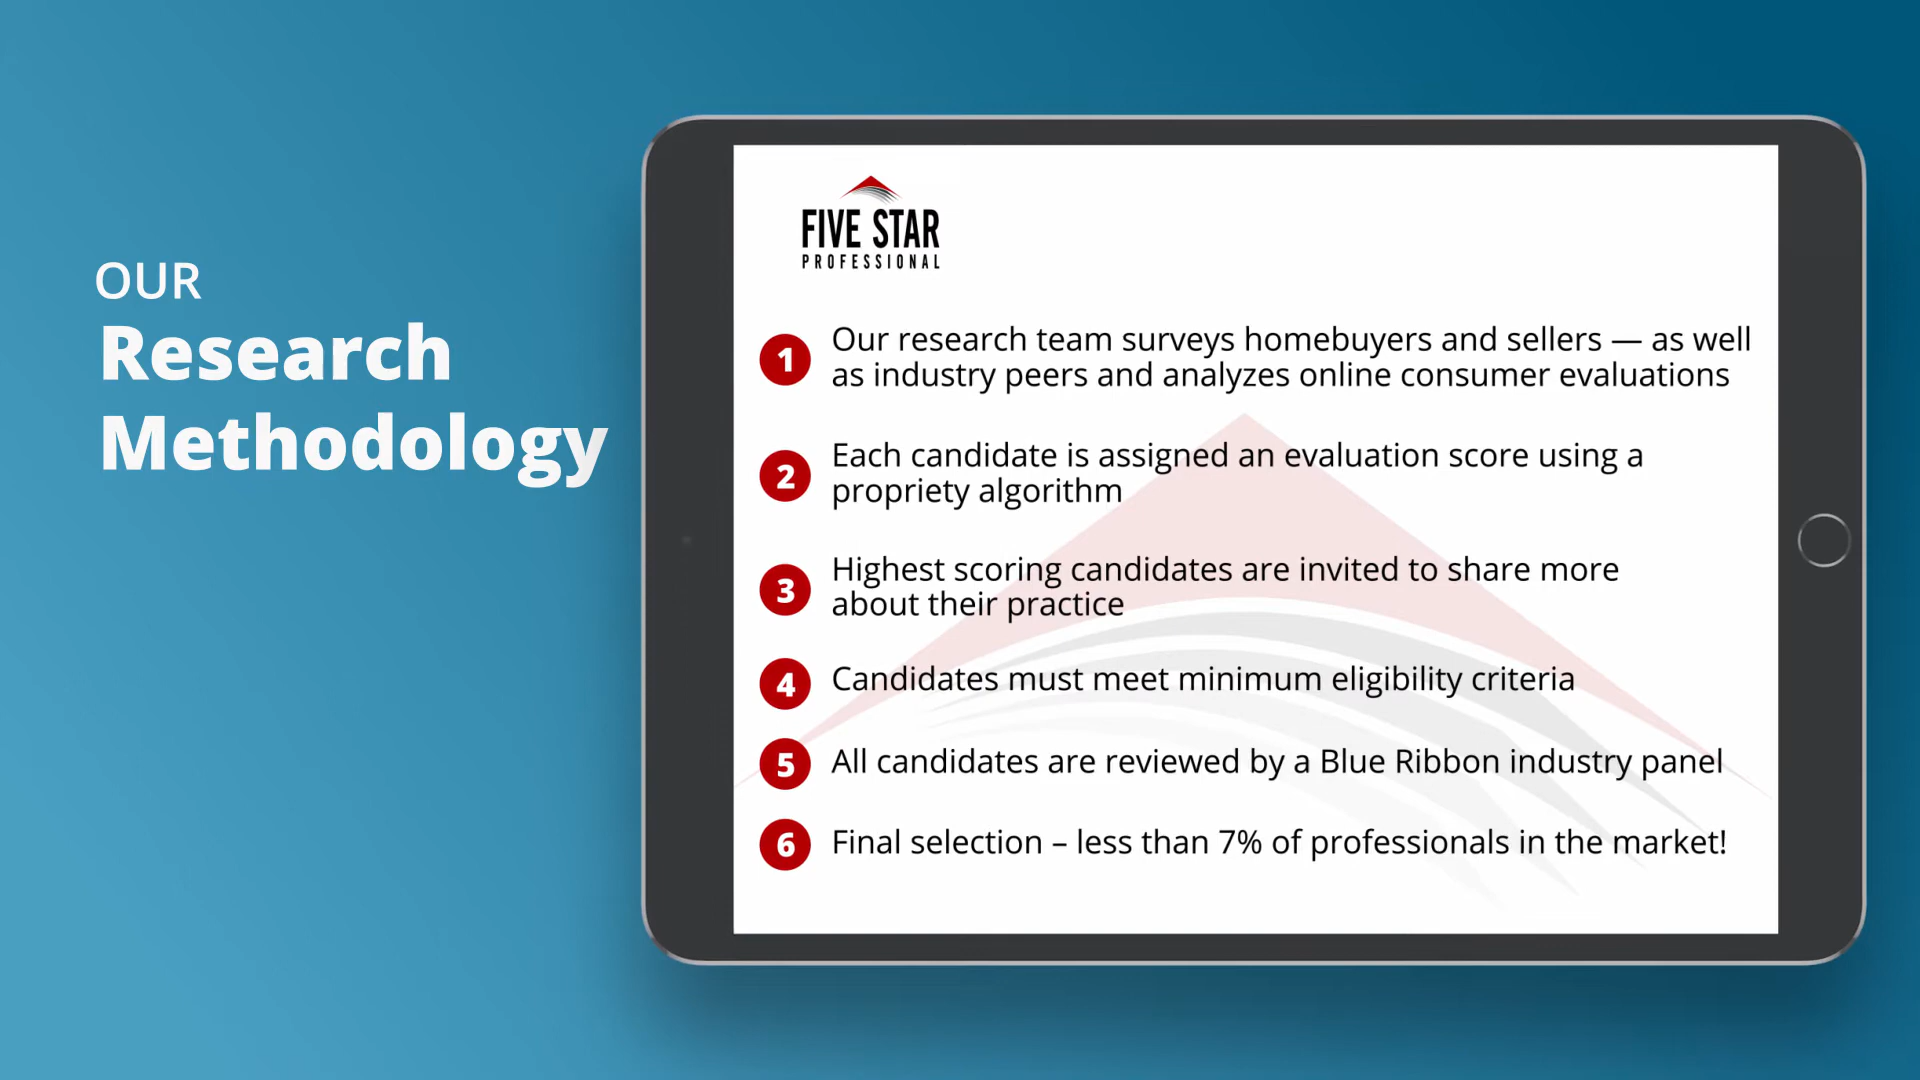 OUR
Research
Methodology
FIVE STAR
PROFESSIONAL
1 Our research team surveys homebuyers and sellers — as well
as industry peers and analyzes online consumer evaluations
2 Each candidate is assigned an evaluation score using a
propriety algorithm
3 Highest scoring candidates are invited to share more
about their practice
4 Candidates must meet minimum eligibility criteria
5 All candidates are reviewed by a Blue Ribbon industry panel
6 Final selection – less than 7% of professionals in the market!